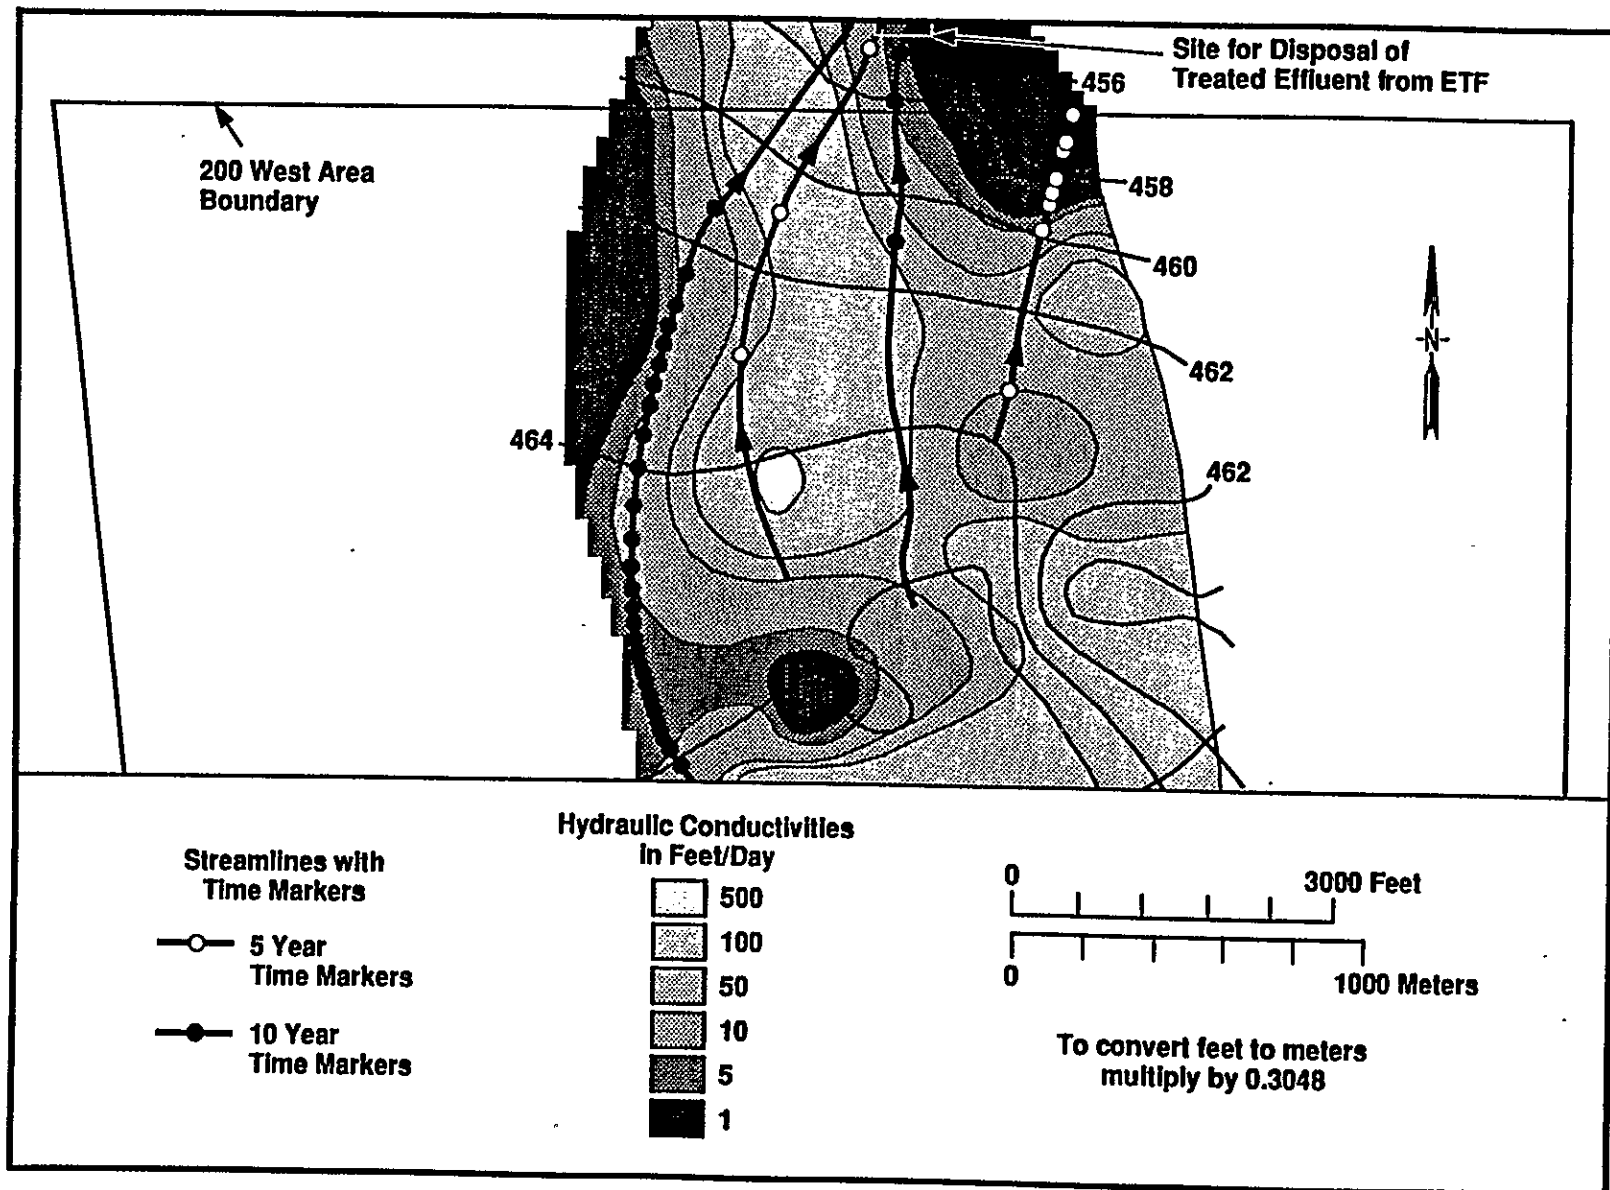 Site for Disposal of
Treated Effluent from ETF
456
200 West Area
Boundary
458
460
N
462
464
462
Streamlines with
Time Markers
5 Year
Time Markers
10 Year
Time Markers
Hydraulic Conductivities
in Feet/Day
500
100
50
10
5
1
0
3000 Feet
0
1000 Meters
To convert feet to meters
multiply by 0.3048